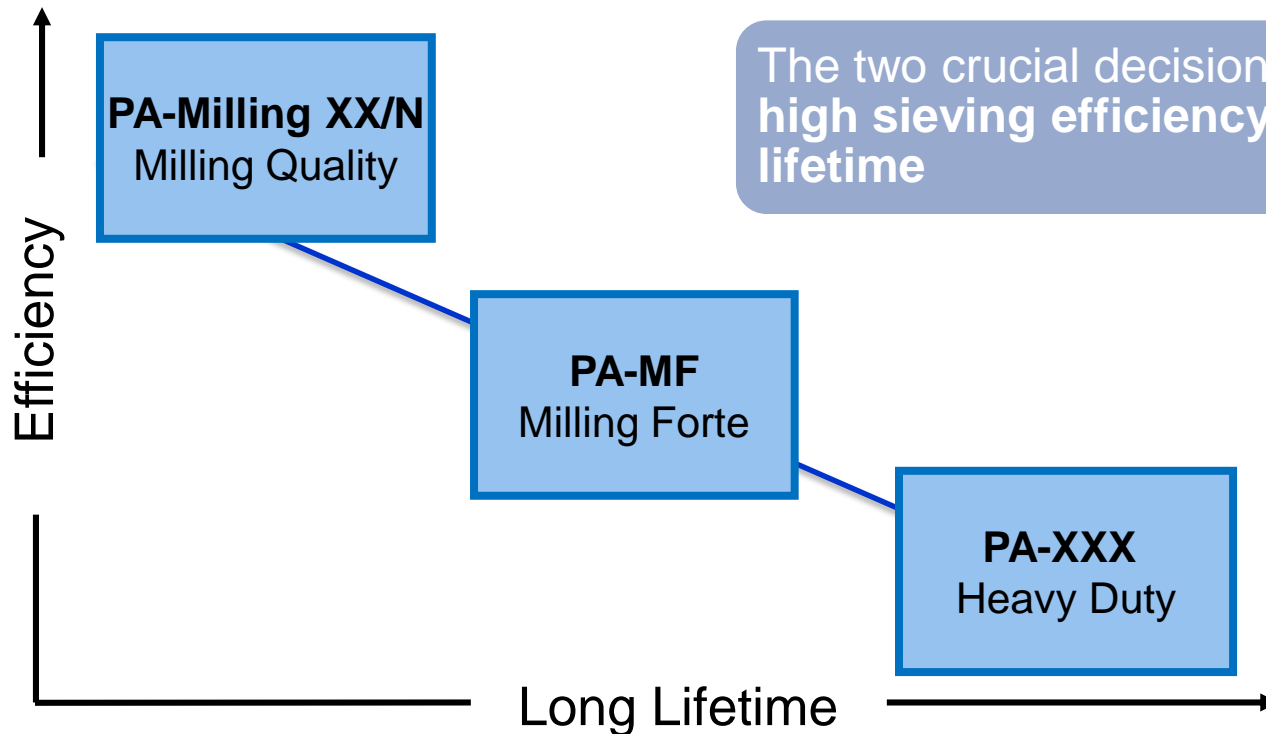 PA-Milling XX/N
Milling Quality
The two crucial decision
high sieving efficiency
lifetime
Efficiency
PA-MF
Milling Forte
PA-XXX
Heavy Duty
Long Lifetime